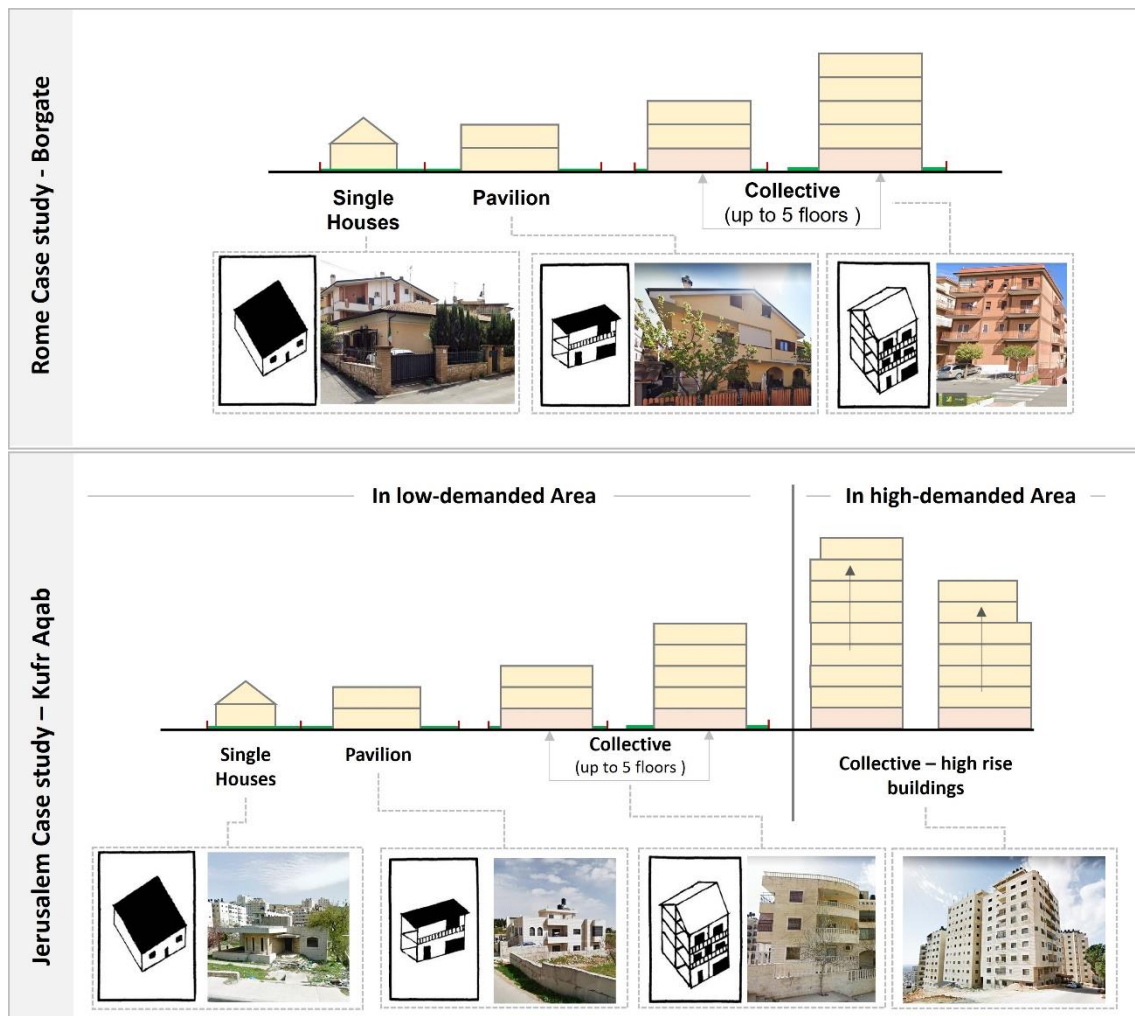 Rome Case study - Borgate
Single
Houses
Pavilion
Collective
(up to 5 floors )
Jerusalem Case study – Kufr Aqab
In low-demanded Area
In high-demanded Area
Single
Houses
Pavilion
Collective
(up to 5 floors )
Collective – high rise
buildings